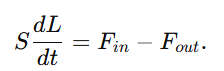 S dL/dt = F_in − F_out.